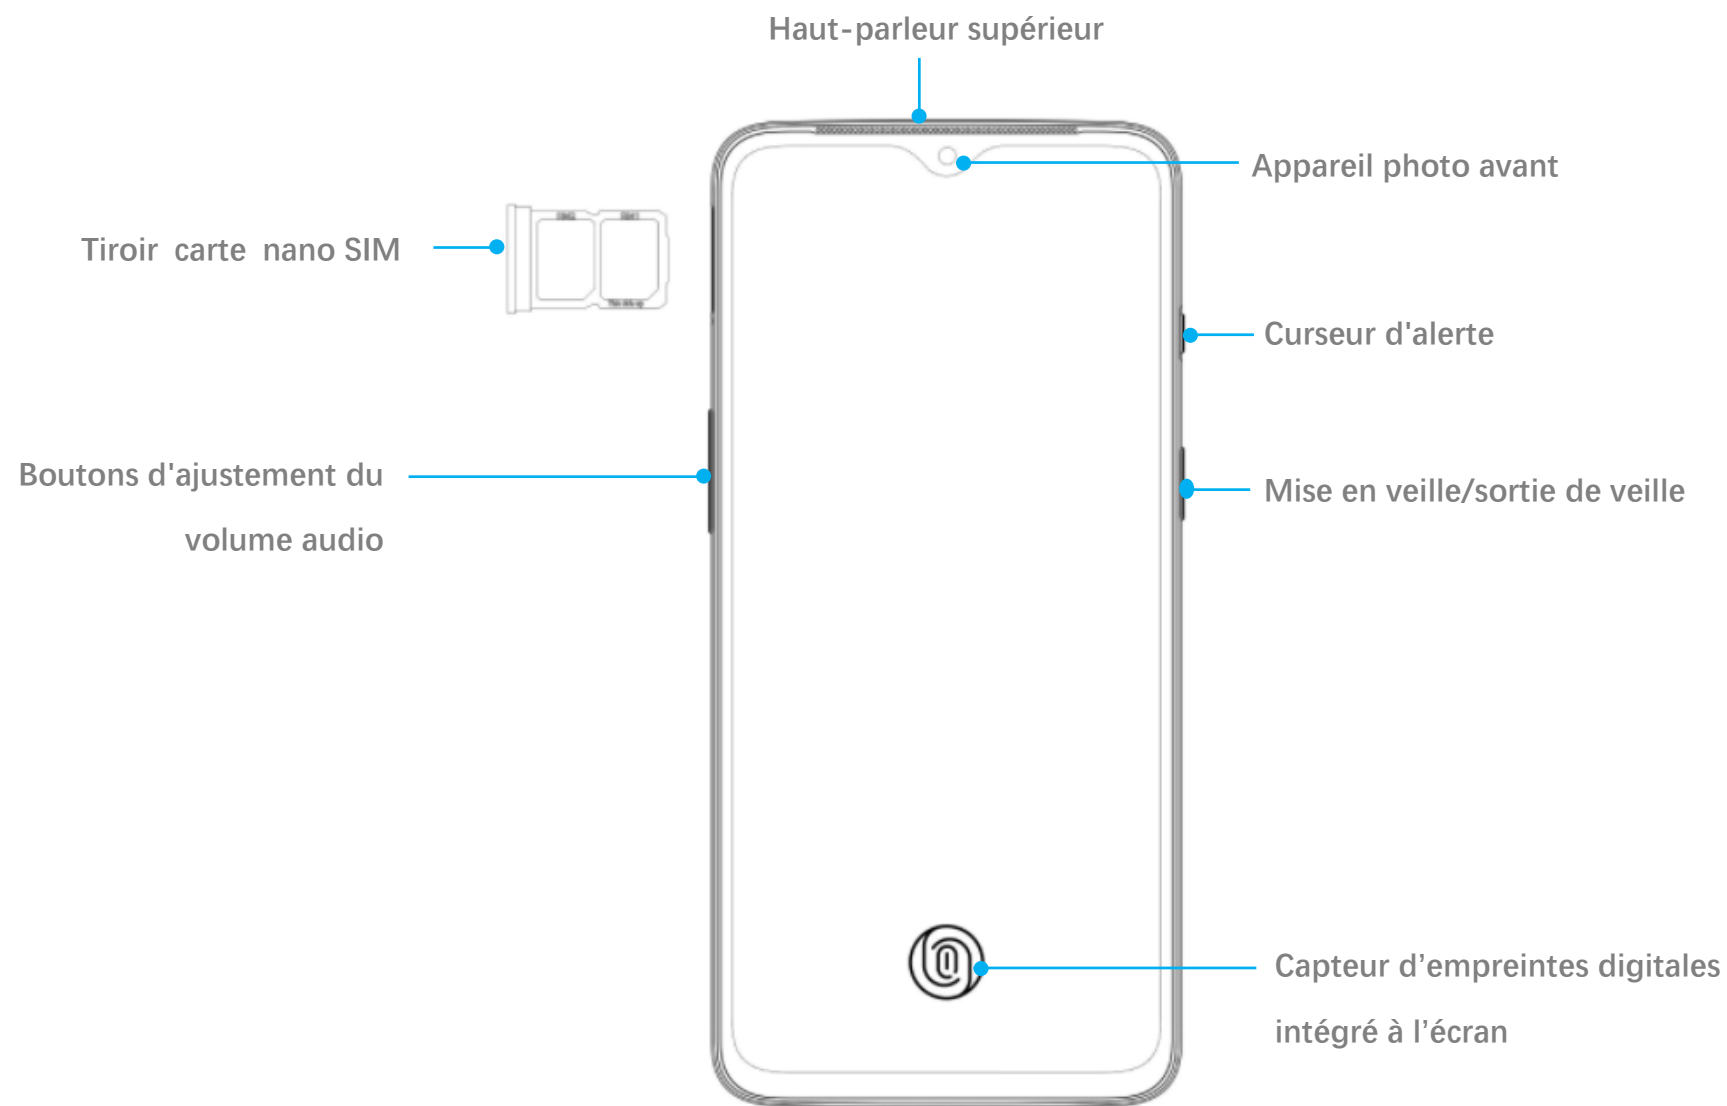 Haut-parleur supérieur
Appareil photo avant
Tiroir carte nano SIM
Curseur d'alerte
Boutons d'ajustement du
volume audio
Mise en veille/sortie de veille
Capteur d’empreintes digitales
intégré à l’écran